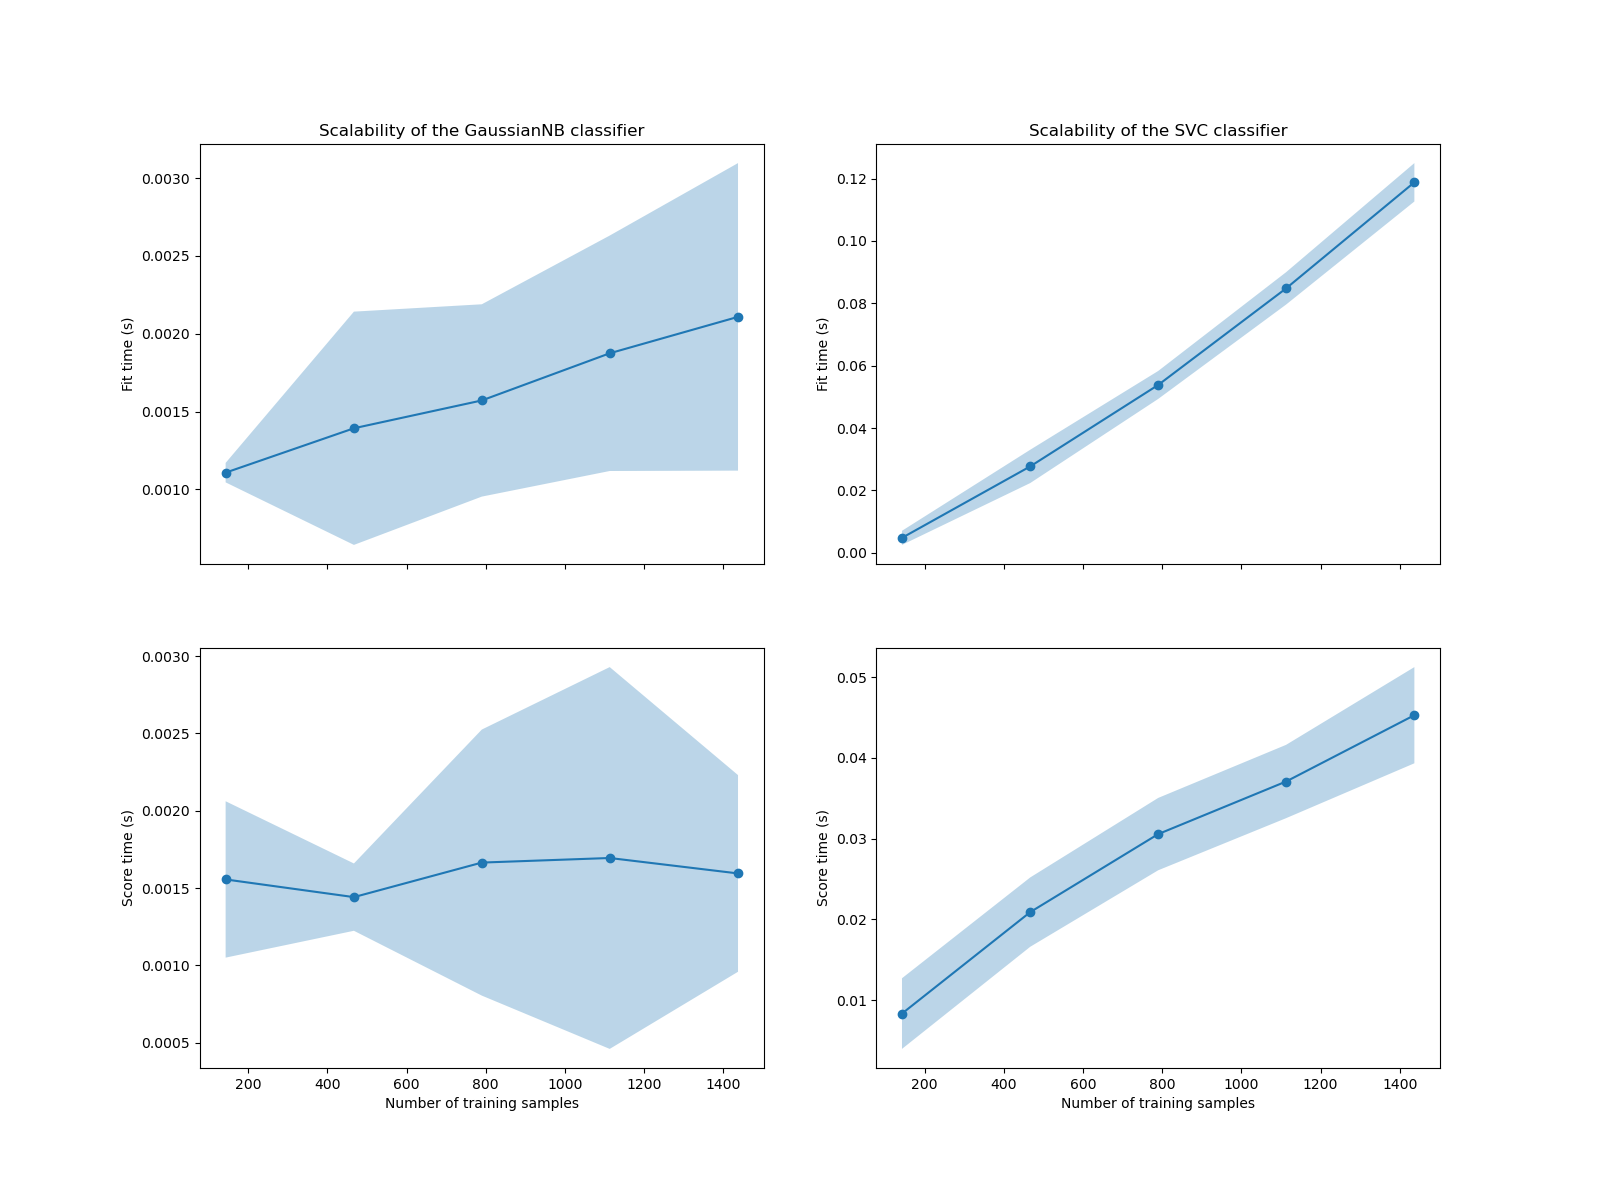 Scalability of the GaussianNB classifier
0.0030
0.0025
0.0020
0.0015
0.0010
Fit time (s)
Scalability of the SVC classifier
0.12
0.10
0.08
0.06
0.04
0.02
0.00
Fit time (s)
0.0030
0.0025
0.0020
0.0015
0.0010
0.0005
Score time (s)
200 400 600 800 1000 1200 1400
Number of training samples
0.05
0.04
0.03
0.02
0.01
Score time (s)
200 400 600 800 1000 1200 1400
Number of training samples